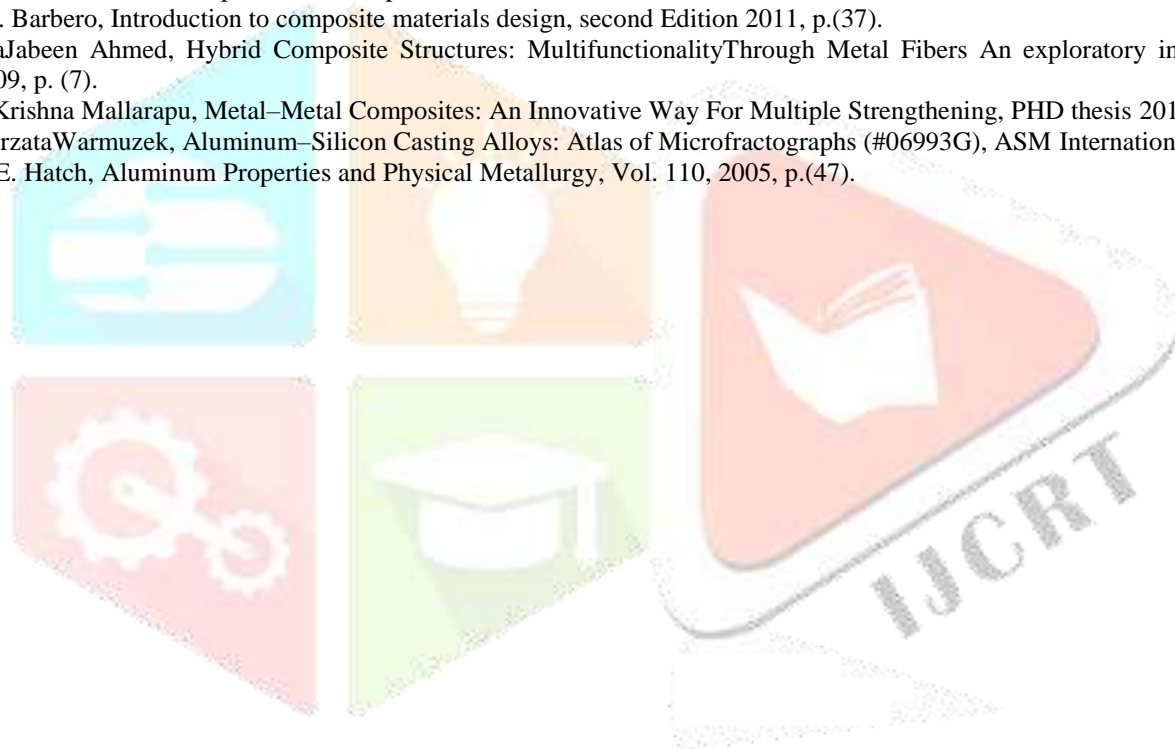 . Barbero, Introduction to composite materials design, second Edition 2011, p.(37).
aJabeen Ahmed, Hybrid Composite Structures: MultifunctionalityThrough Metal Fibers An exploratory in
09, p. (7).
Krishna Mallarapu, Metal–Metal Composites: An Innovative Way For Multiple Strengthening, PHD thesis 201
rzataWarmuzek, Aluminum–Silicon Casting Alloys: Atlas of Microfractographs (#06993G), ASM Internation
E. Hatch, Aluminum Properties and Physical Metallurgy, Vol. 110, 2005, p.(47).
IJCRT